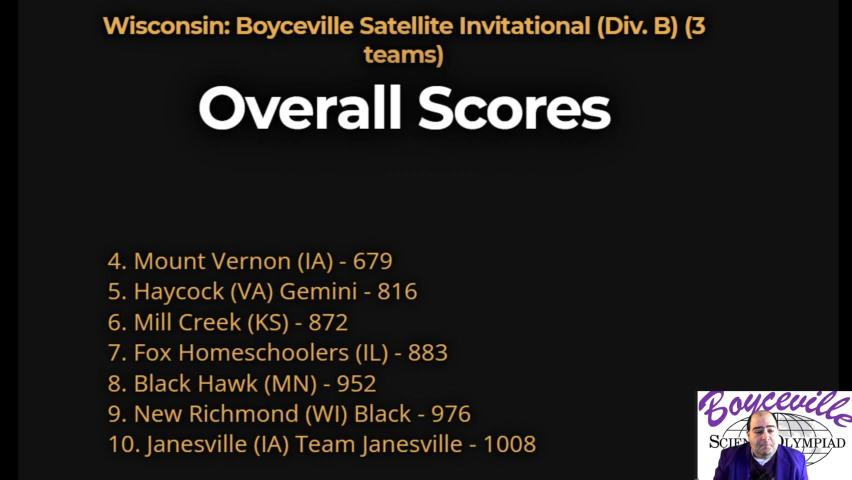 Wisconsin: Boyceville Satellite Invitational (Div. B) (3
teams)
Overall Scores
4. Mount Vernon (IA) - 679
5. Haycock (VA) Gemini - 816
6. Mill Creek (KS) - 872
7. Fox Homeschoolers (IL) - 883
8. Black Hawk (MN) - 952
9. New Richmond (WI) Black - 976
10. Janesville (IA) Team Janesville - 1008
Boyceville